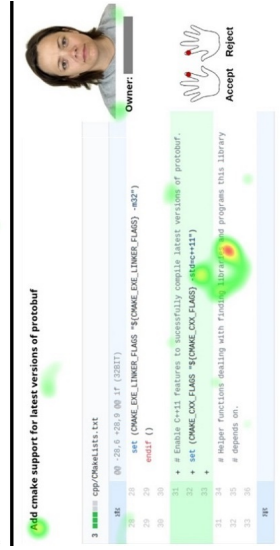 Add cmake support for latest versions of protobuf
Owner:
Accept Reject
3 cpp/CMakeLists.txt
@@ -29,6 +28,9 @@ if (32BIT)
28 28 set (CMAKE_EXE_LINKER_FLAGS "${CMAKE_EXE_LINKER_FLAGS} -m32")
29 29 endif ()
30 30
31 + # Enable C++11 features to sucessfully compile latest versions of protobuf.
32 + set (CMAKE_CXX_FLAGS "${CMAKE_CXX_FLAGS} -std=c++11")
33 +
31 34 # Helper functions dealing with finding libraries and programs this library
32 35 # depends on.
33 36